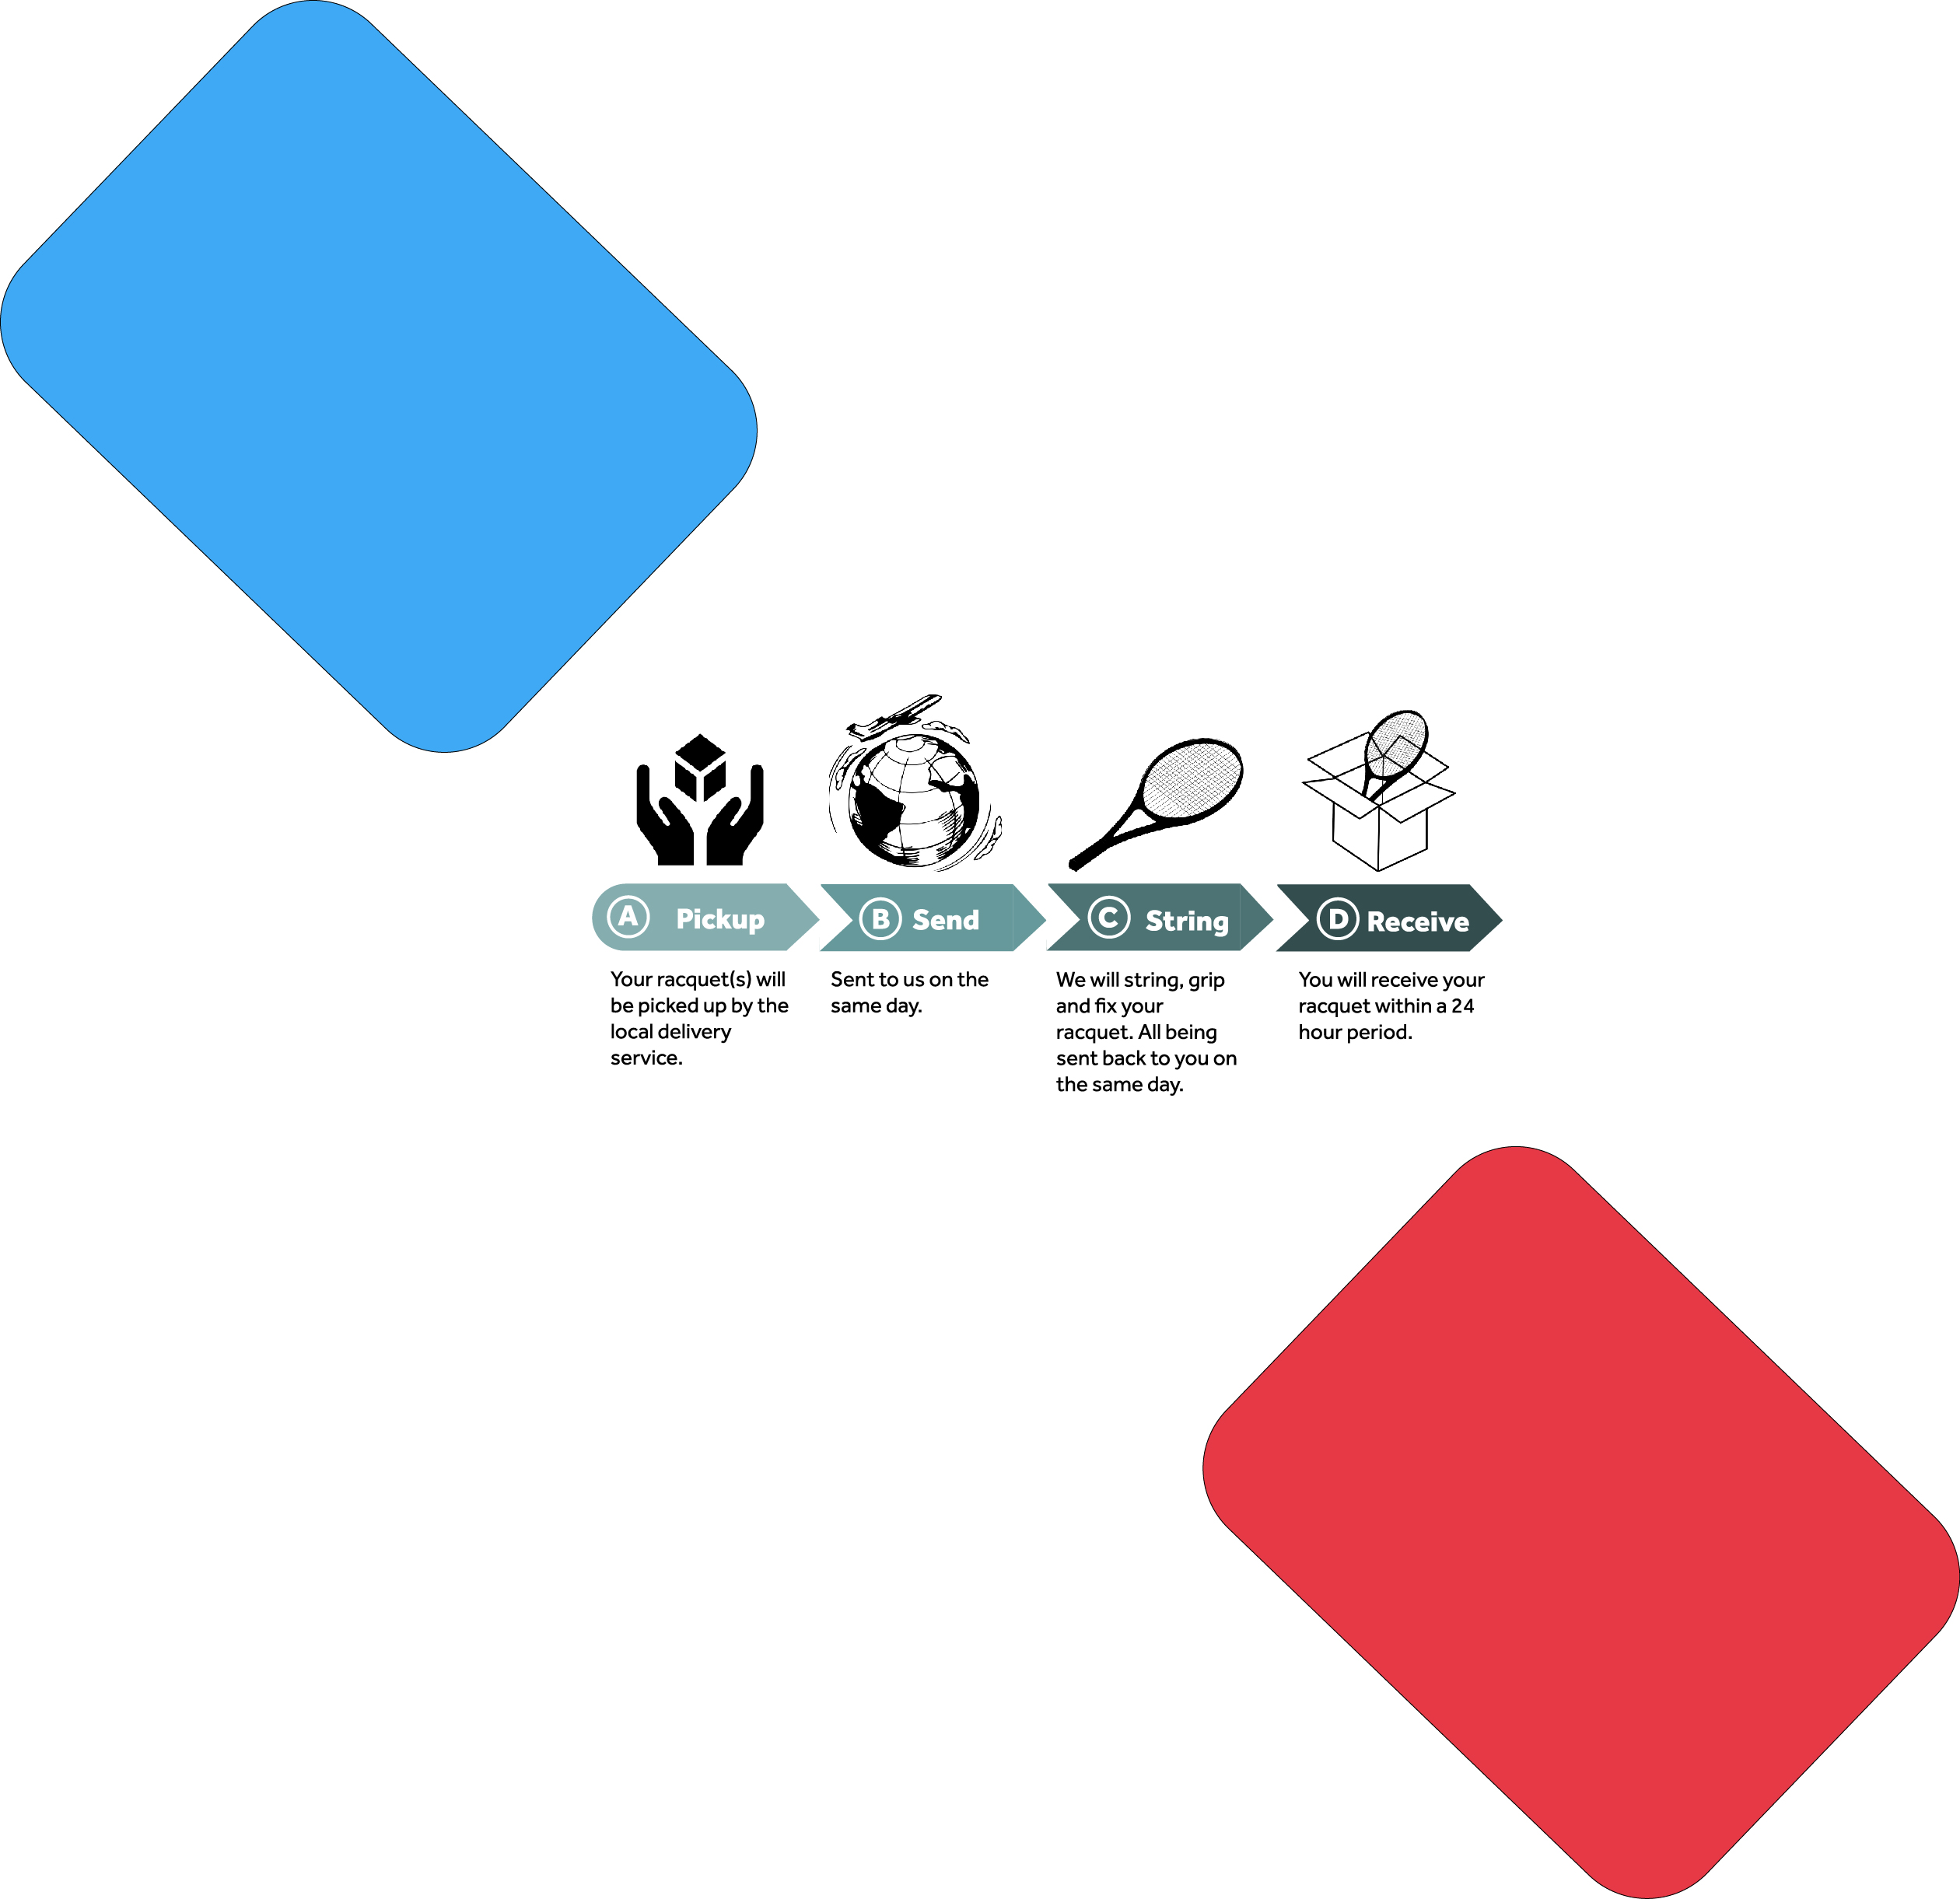 A Pickup
Your racquet(s) will
be picked up by the
local delivery
service.
B Send
Sent to us on the
same day.
C String
We will string, grip
and fix your
racquet. All being
sent back to you on
the same day.
D Receive
You will receive your
racquet within a 24
hour period.